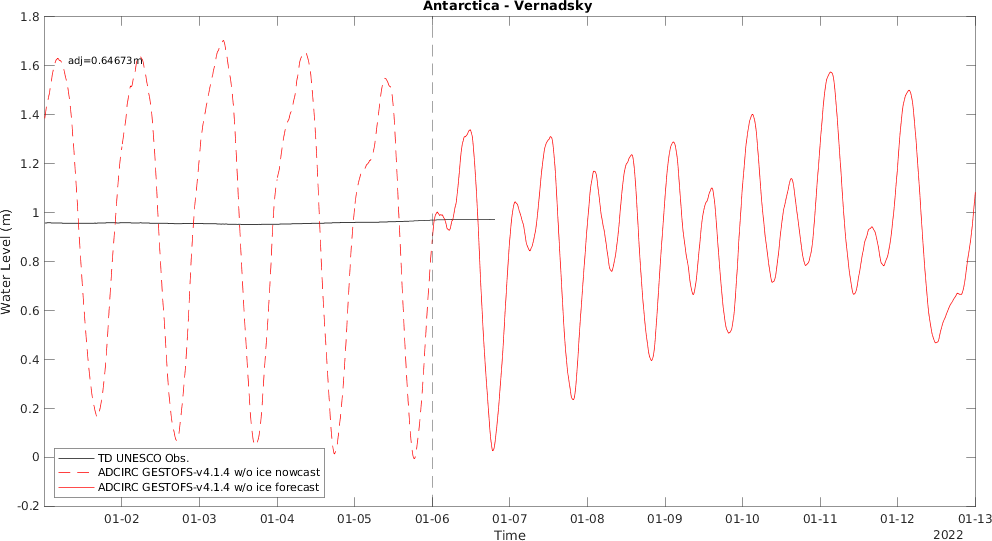 Antarctica - Vernadsky
1.8
1.6
1.4
1.2
1
0.8
0.6
0.4
0.2
0
-0.2
Water Level (m)
adj=0.64673m
TD UNESCO Obs.
ADCIRC GESTOFS-v4.1.4 w/o ice nowcast
ADCIRC GESTOFS-v4.1.4 w/o ice forecast
01-02 01-03 01-04 01-05 01-06 01-07 01-08 01-09 01-10 01-11 01-12 01-13
Time
2022